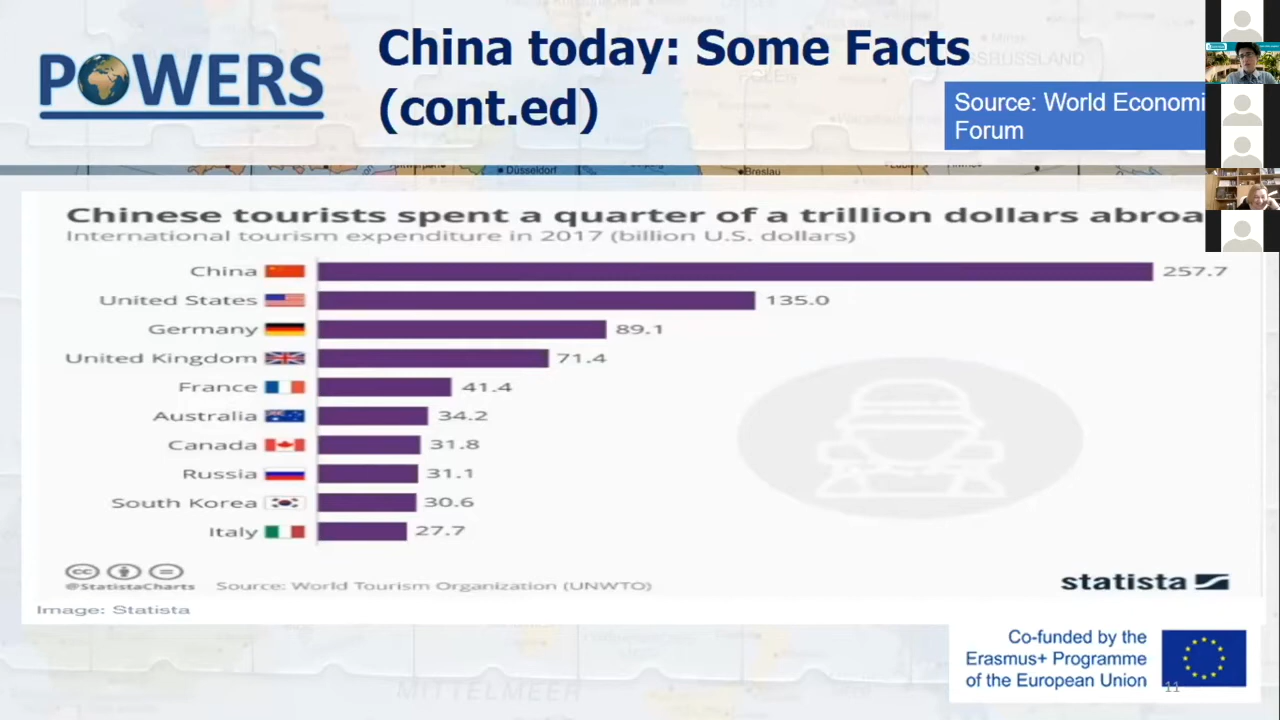 POWERS
China today: Some Facts
(cont.ed)
Source: World Economi
Forum
Düsseldorf
Breslau
Chinese tourists spent a quarter of a trillion dollars abroa
International tourism expenditure in 2017 (billion U.S. dollars)
China 257.7
United States 135.0
Germany 89.1
United Kingdom 71.4
France 41.4
Australia 34.2
Canada 31.8
Russia 31.1
South Korea 30.6
Italy 27.7
cc
@StatistaCharts Source: World Tourism Organization (UNWTO)
statista
Image: Statista
Co-funded by the
Erasmus+ Programme
of the European Union
11
MITTELMEER